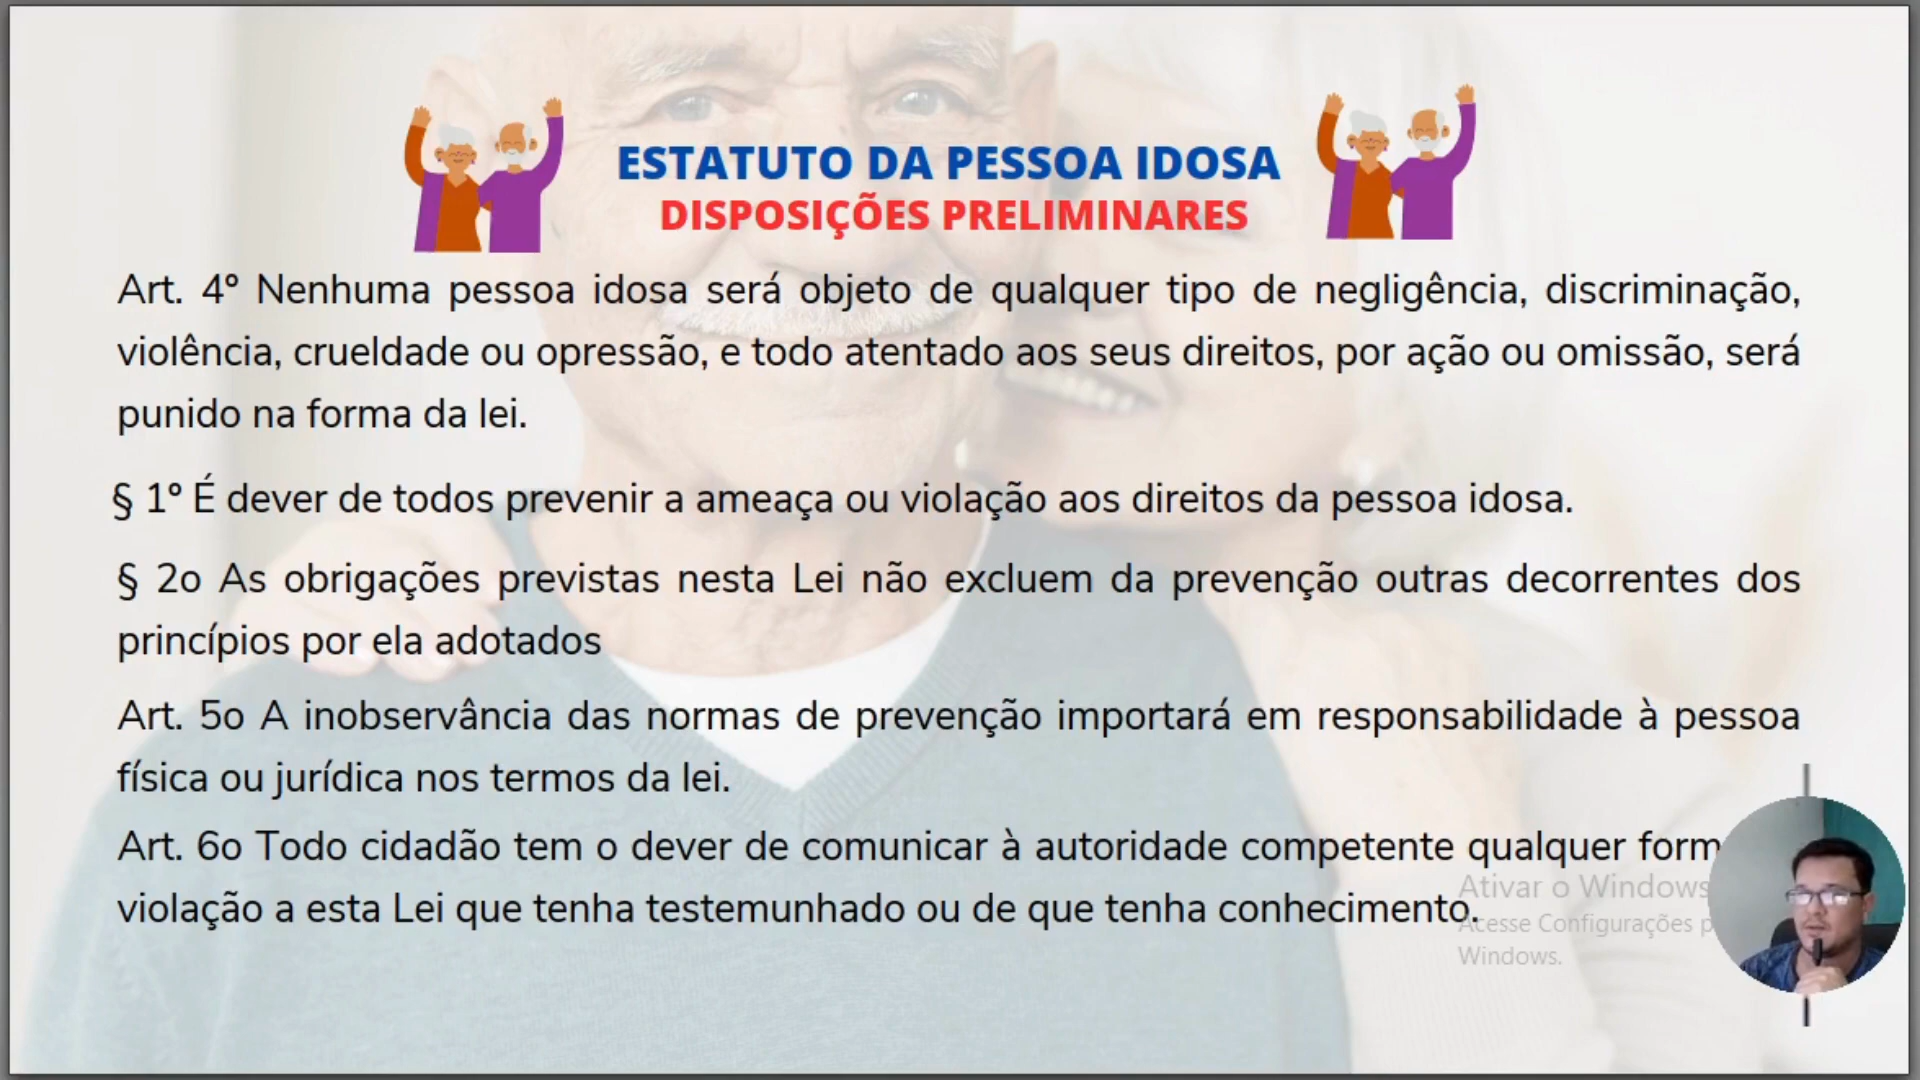 ESTATUTO DA PESSOA IDOSA
DISPOSIÇÕES PRELIMINARES
Art. 4º Nenhuma pessoa idosa será objeto de qualquer tipo de negligência, discriminação,
violência, crueldade ou opressão, e todo atentado aos seus direitos, por ação ou omissão, será
punido na forma da lei.
§ 1º É dever de todos prevenir a ameaça ou violação aos direitos da pessoa idosa.
§ 2o As obrigações previstas nesta Lei não excluem da prevenção outras decorrentes dos
princípios por ela adotados
Art. 5o A inobservância das normas de prevenção importará em responsabilidade à pessoa
física ou jurídica nos termos da lei.
Art. 6o Todo cidadão tem o dever de comunicar à autoridade competente qualquer form
violação a esta Lei que tenha testemunhado ou de que tenha conhecimento.
Ativar o Windows
Acesse Configurações p
Windows.